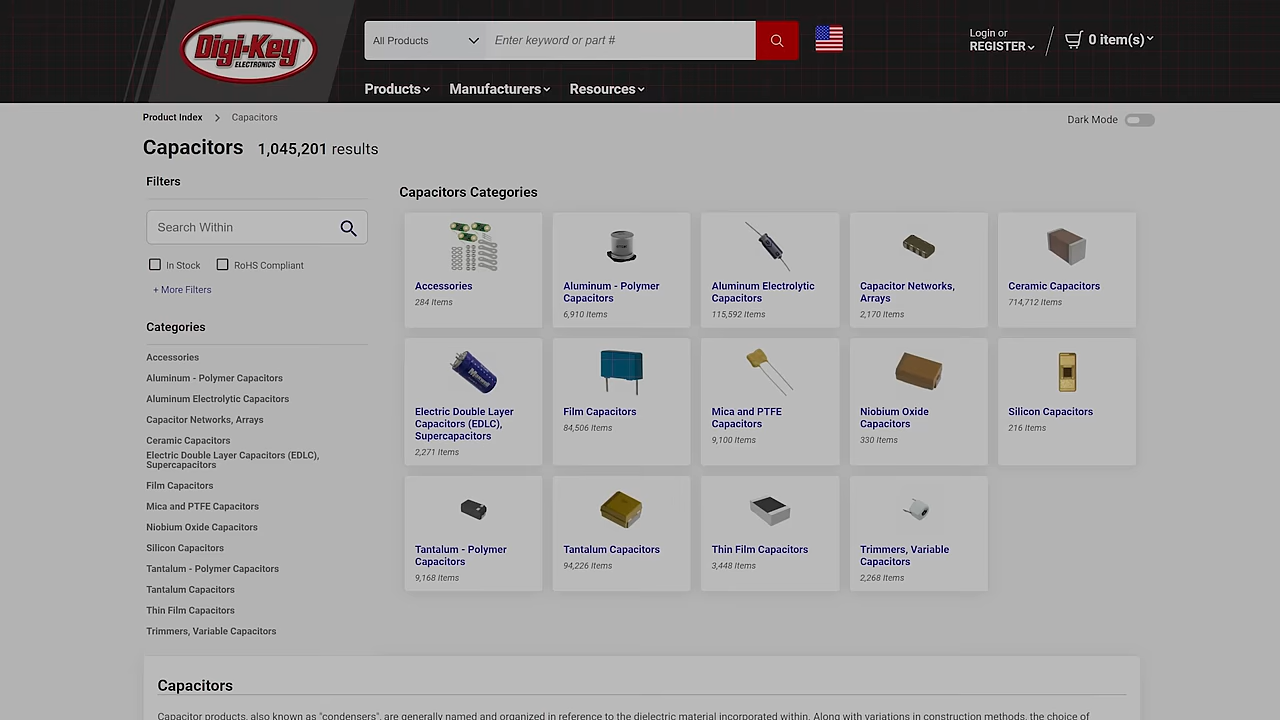 Digi-Key
ELECTRONICS
All Products
Enter keyword or part #
Login or
REGISTER
0 item(s)
Products
Manufacturers
Resources
Product Index
Capacitors
Dark Mode
Capacitors 1,045,201 results
Filters
Search Within
In Stock
RoHS Compliant
+ More Filters
Categories
Accessories
Aluminum - Polymer Capacitors
Aluminum Electrolytic Capacitors
Capacitor Networks, Arrays
Ceramic Capacitors
Electric Double Layer Capacitors (EDLC),
Supercapacitors
Film Capacitors
Mica and PTFE Capacitors
Niobium Oxide Capacitors
Silicon Capacitors
Tantalum - Polymer Capacitors
Tantalum Capacitors
Thin Film Capacitors
Trimmers, Variable Capacitors
Capacitors Categories
Accessories
284 Items
Aluminum - Polymer
Capacitors
6,910 Items
Aluminum Electrolytic
Capacitors
115,592 Items
Capacitor Networks,
Arrays
2,170 Items
Ceramic Capacitors
714,712 Items
Electric Double Layer
Capacitors (EDLC),
Supercapacitors
2,271 Items
Film Capacitors
84,506 Items
Mica and PTFE
Capacitors
9,100 Items
Niobium Oxide
Capacitors
330 Items
Silicon Capacitors
216 Items
Tantalum - Polymer
Capacitors
9,168 Items
Tantalum Capacitors
94,226 Items
Thin Film Capacitors
3,448 Items
Trimmers, Variable
Capacitors
2,268 Items
Capacitors
Capacitor products, also known as "condensers", are generally named and organized in reference to the dielectric material incorporated within. Along with variations in construction methods, the choice of